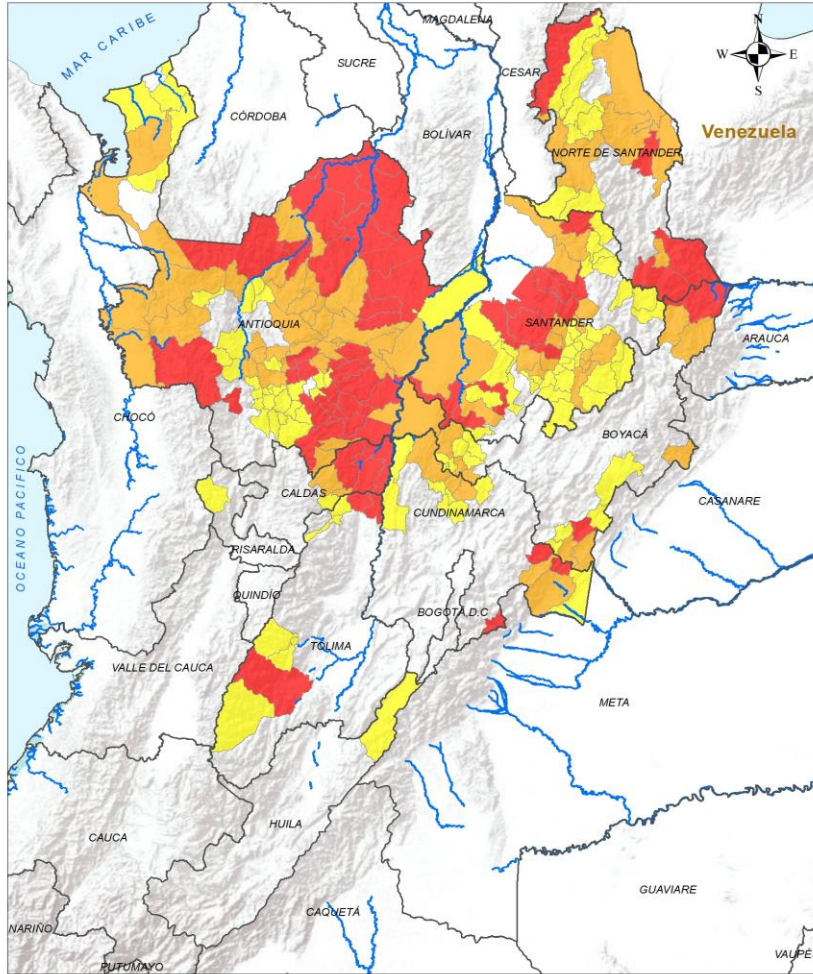 MAGDALENA
N
W E
S
MAR CARIBE
SUCRE
CESAR
CÓRDOBA
BOLÍVAR
Venezuela
NORTE DE SANTANDER
ANTIOQUIA
SANTANDER
ARAUCA
CHOCÓ
BOYACÁ
OCEANO PACIFICO
CALDAS
CASANARE
CUNDINAMARCA
RISARALDA
QUINDÍO
BOGOTÁ D.C
TOLIMA
VALLE DEL CAUCA
META
HUILA
CAUCA
GUAVIARE
CAQUETÁ
NARIÑO
PUTUMAYO
VAUPÉ